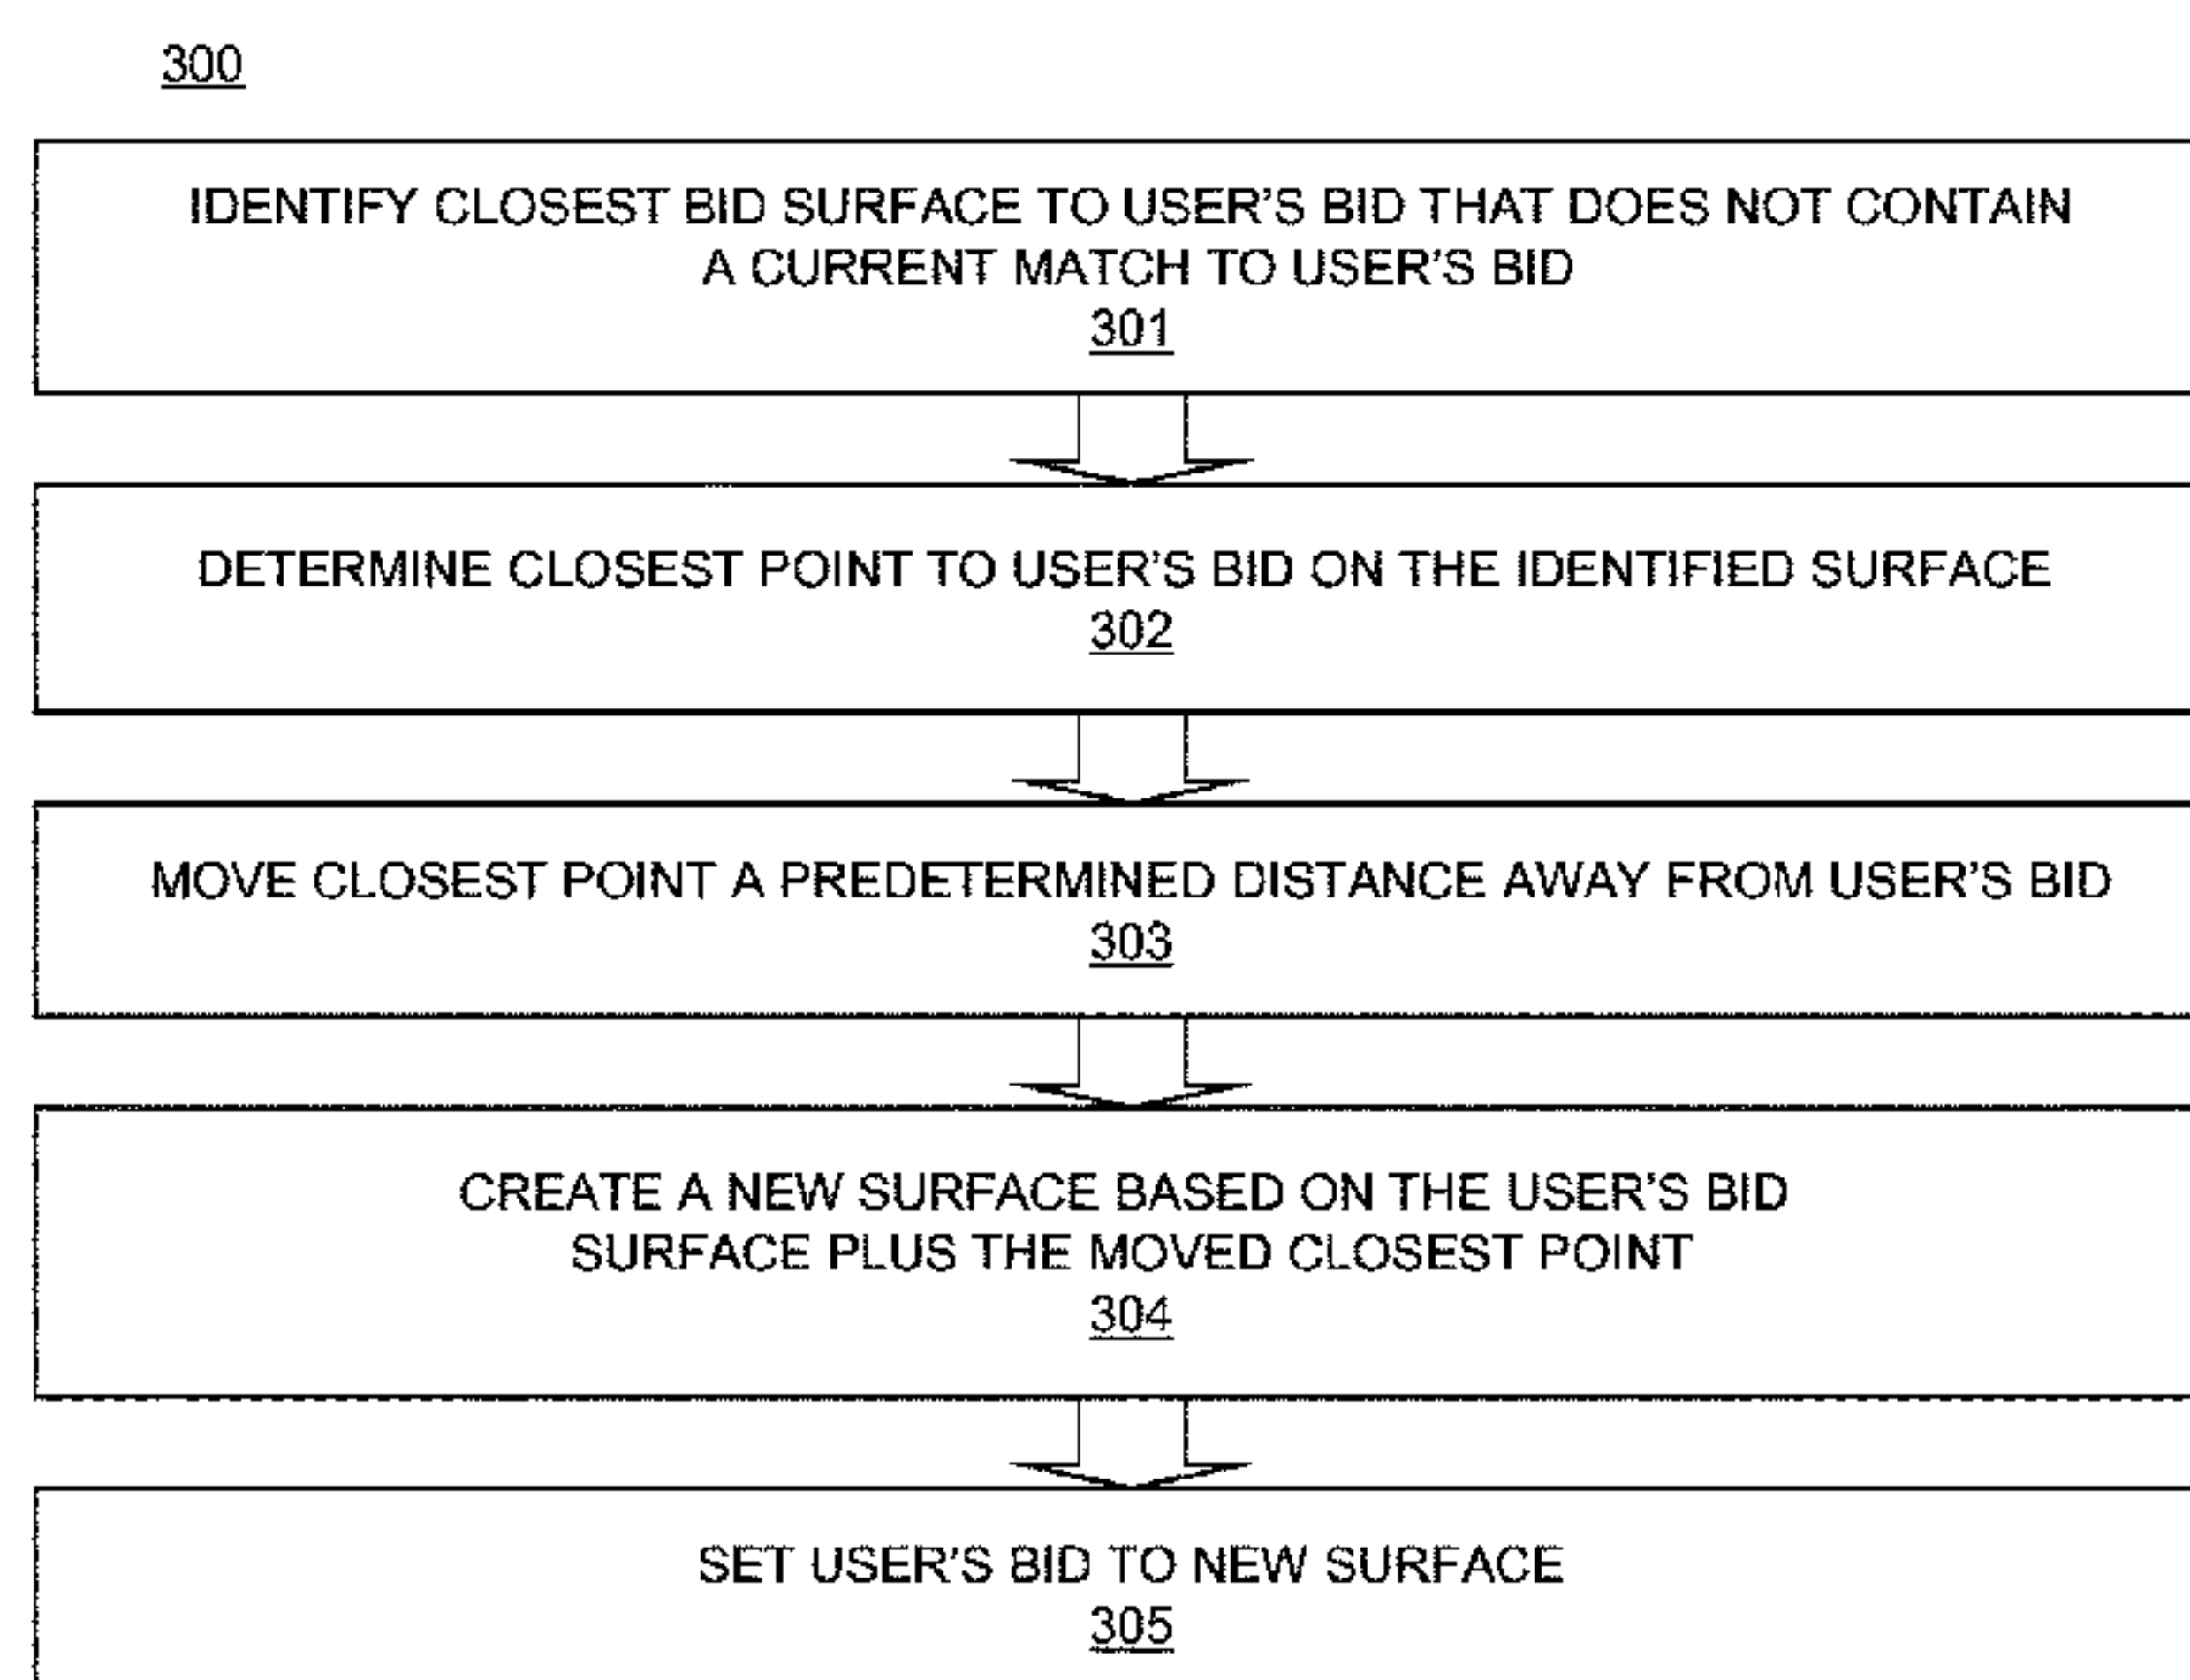 300
IDENTIFY CLOSEST BID SURFACE TO USER'S BID THAT DOES NOT CONTAIN
A CURRENT MATCH TO USER'S BID
301
DETERMINE CLOSEST POINT TO USER'S BID ON THE IDENTIFIED SURFACE
302
MOVE CLOSEST POINT A PREDETERMINED DISTANCE AWAY FROM USER'S BID
303
CREATE A NEW SURFACE BASED ON THE USER'S BID
SURFACE PLUS THE MOVED CLOSEST POINT
304
SET USER'S BID TO NEW SURFACE
305